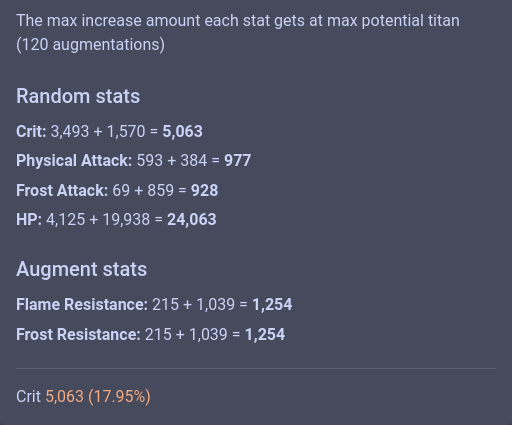 The max increase amount each stat gets at max potential titan
(120 augmentations)
Random stats
Crit: 3,493 + 1,570 = 5,063
Physical Attack: 593 + 384 = 977
Frost Attack: 69 + 859 = 928
HP: 4,125 + 19,938 = 24,063
Augment stats
Flame Resistance: 215 + 1,039 = 1,254
Frost Resistance: 215 + 1,039 = 1,254
Crit 5,063 (17.95%)